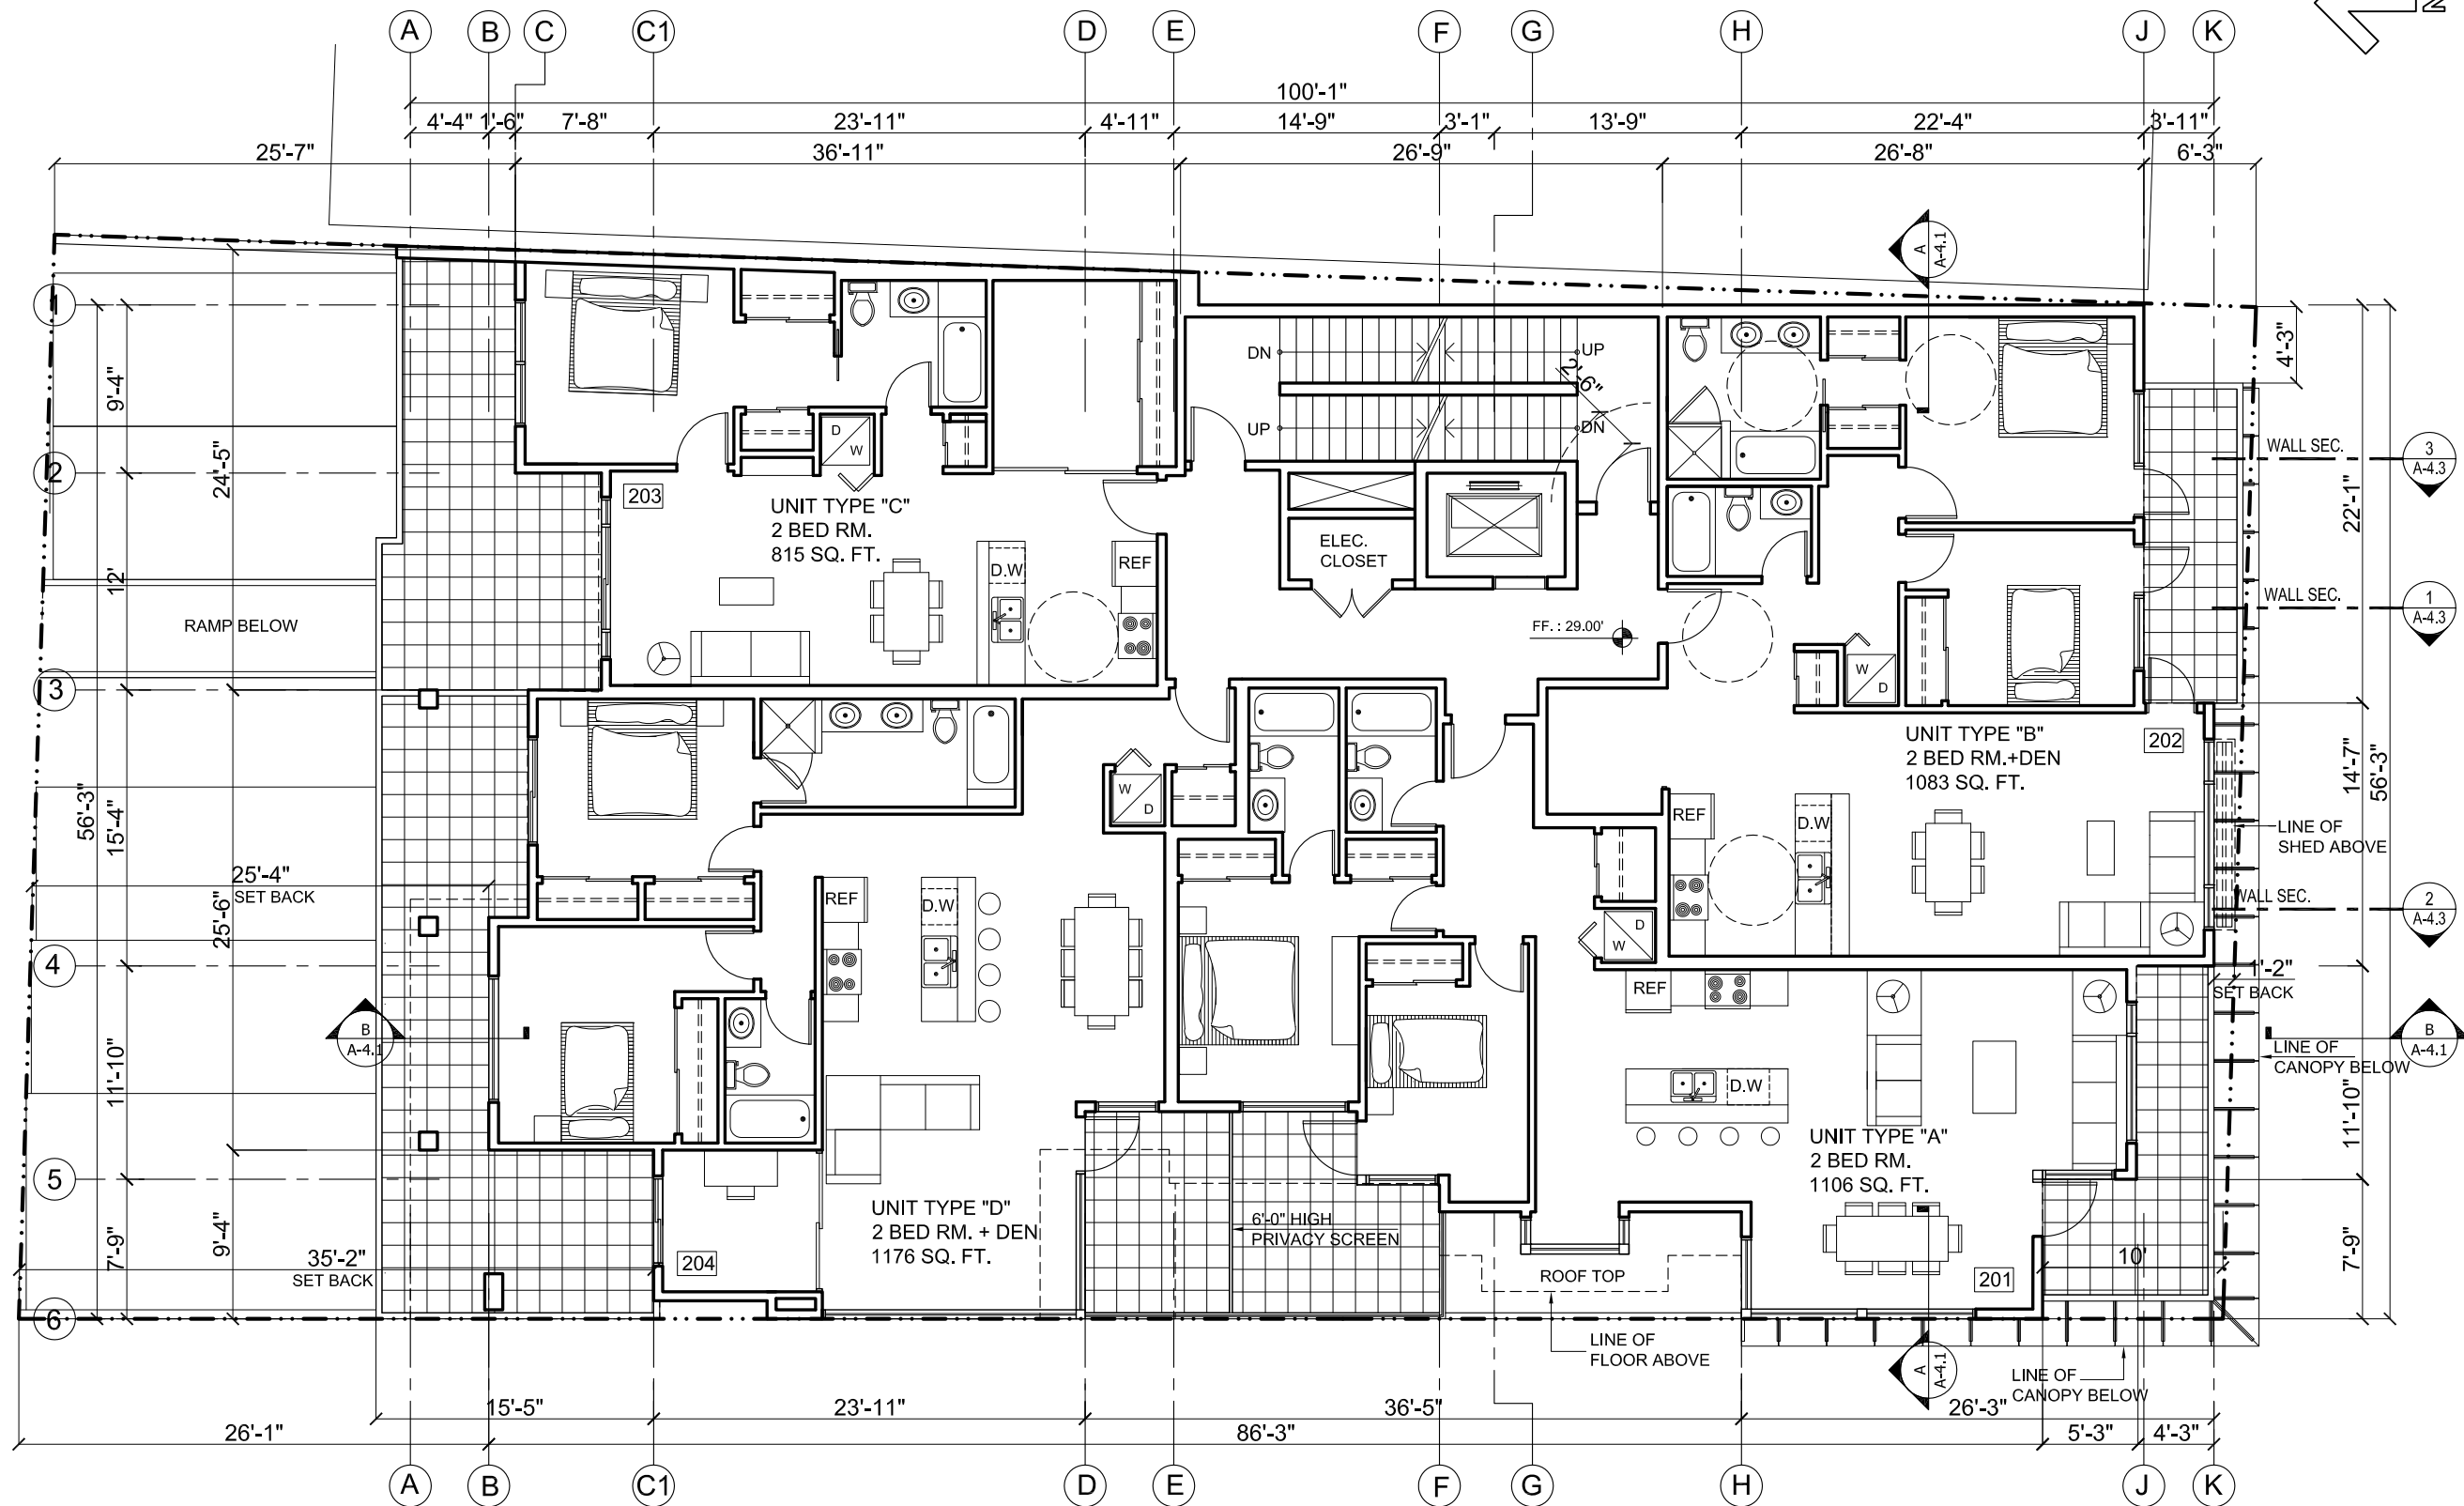 A
B
C
C1
D
E
F
G
H
J
K
N
100'-1"
4'-4"
1'-6"
7'-8"
23'-11"
4'-11"
14'-9"
3'-1"
13'-9"
22'-4"
3'-11"
25'-7"
36'-11"
26'-9"
26'-8"
6'-3"
A
A-4.1
1
9'-4"
DN
UP
2'-6"
4'-3"
UP
DN
D
W
WALL SEC.
3
A-4.3
2
24'-5"
203
UNIT TYPE "C"
2 BED RM.
815 SQ. FT.
22'-1"
ELEC.
CLOSET
D.W
REF
12'
WALL SEC.
1
A-4.3
RAMP BELOW
FF. : 29.00'
3
W
D
UNIT TYPE "B"
2 BED RM.+DEN
1083 SQ. FT.
202
14'-7"
56'-3"
W
D
56'-3"
15'-4"
REF
D.W
LINE OF
SHED ABOVE
25'-4"
SET BACK
25'-6"
REF
D.W
WALL SEC.
2
A-4.3
D
W
4
1'-2"
SET BACK
REF
B
A-4.1
B
A-4.1
LINE OF
CANOPY BELOW
11'-10"
D.W
11'-10"
UNIT TYPE "A"
2 BED RM.
1106 SQ. FT.
5
UNIT TYPE "D"
2 BED RM. + DEN
1176 SQ. FT.
6'-0" HIGH
PRIVACY SCREEN
9'-4"
7'-9"
35'-2"
SET BACK
204
ROOF TOP
201
10'
7'-9"
6
LINE OF
FLOOR ABOVE
A
A-4.1
LINE OF
CANOPY BELOW
15'-5"
23'-11"
36'-5"
26'-3"
26'-1"
86'-3"
5'-3"
4'-3"
A
B
C1
D
E
F
G
H
J
K